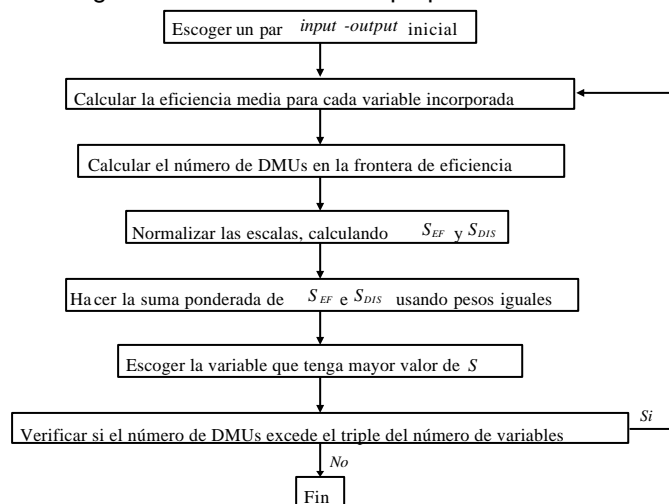 Escoger un par input -output inicial
Calcular la eficiencia media para cada variable incorporada
Calcular el número de DMUs en la frontera de eficiencia
Normalizar las escalas, calculando S_EF y S_DIS
Ha cer la suma ponderada de S_EF e S_DIS usando pesos iguales
Escoger la variable que tenga mayor valor de S
Si
Verificar si el número de DMUs excede el triple del número de variables
No
Fin